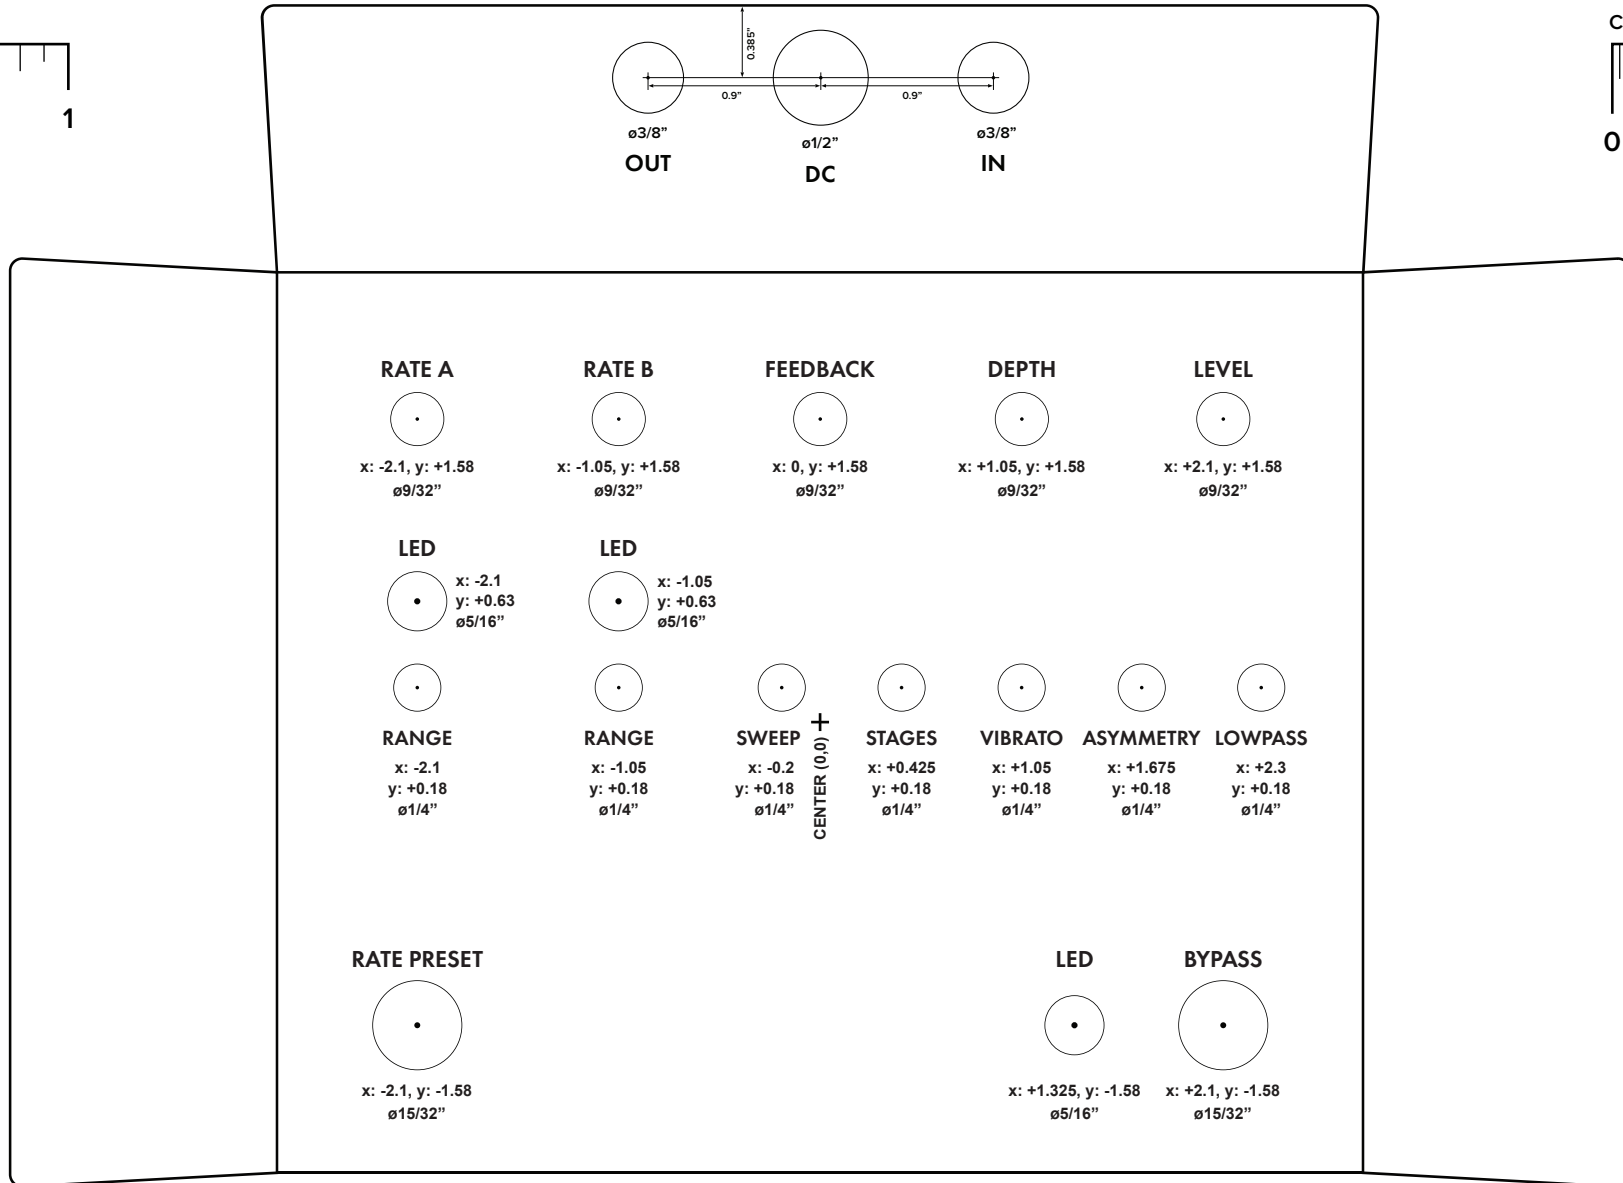 C
1
0
0.385”
0.9”
0.9”
ø3/8”
OUT
ø1/2”
DC
ø3/8”
IN
RATE A
RATE B
FEEDBACK
DEPTH
LEVEL
x: -2.1, y: +1.58
ø9/32”
x: -1.05, y: +1.58
ø9/32”
x: 0, y: +1.58
ø9/32”
x: +1.05, y: +1.58
ø9/32”
x: +2.1, y: +1.58
ø9/32”
LED
x: -2.1
y: +0.63
ø5/16”
LED
x: -1.05
y: +0.63
ø5/16”
RANGE
x: -2.1
y: +0.18
ø1/4”
RANGE
x: -1.05
y: +0.18
ø1/4”
SWEEP
x: -0.2
y: +0.18
ø1/4”
CENTER (0,0)
STAGES
x: +0.425
y: +0.18
ø1/4”
VIBRATO
x: +1.05
y: +0.18
ø1/4”
ASYMMETRY
x: +1.675
y: +0.18
ø1/4”
LOWPASS
x: +2.3
y: +0.18
ø1/4”
RATE PRESET
x: -2.1, y: -1.58
ø15/32”
LED
x: +1.325, y: -1.58
ø5/16”
BYPASS
x: +2.1, y: -1.58
ø15/32”